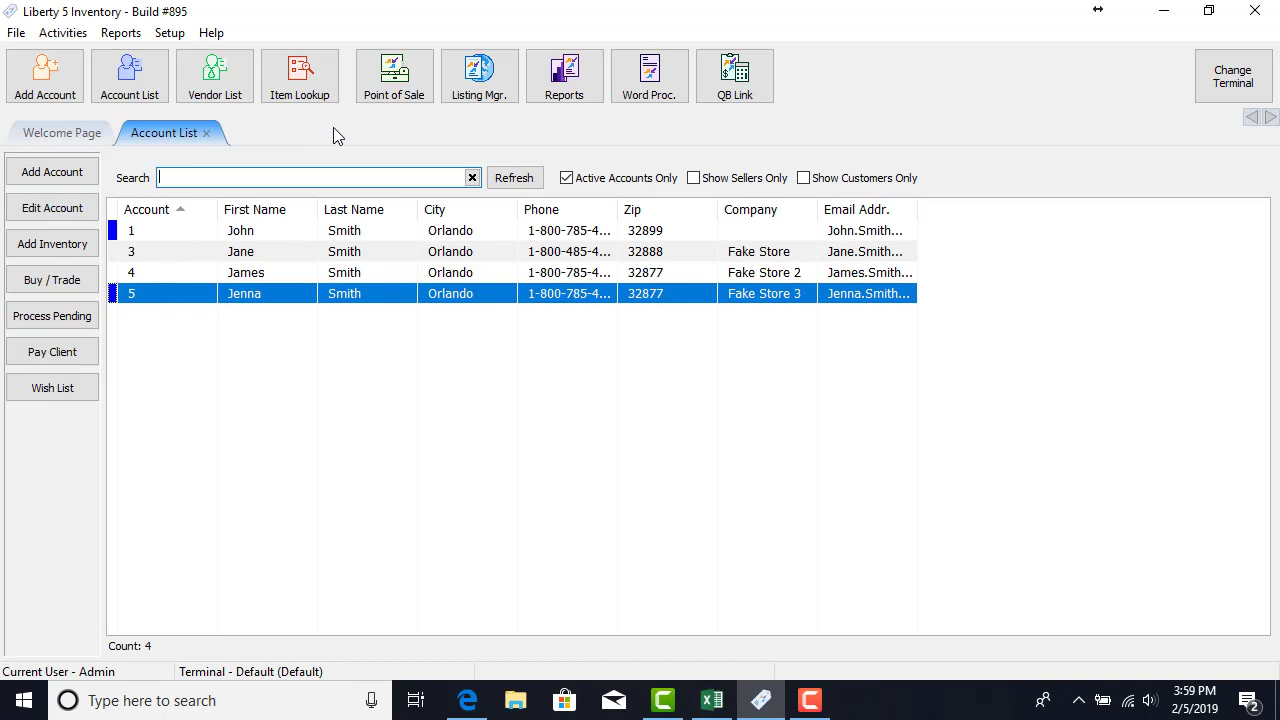 Liberty 5 Inventory - Build #895
File Activities Reports Setup Help
Add Account Account List Vendor List Item Lookup Point of Sale Listing Mgr. Reports Word Proc. QB Link Change Terminal
Welcome Page Account List
Add Account
Edit Account
Add Inventory
Buy / Trade
Process Pending
Pay Client
Wish List
Search Refresh Active Accounts Only Show Sellers Only Show Customers Only
Account First Name Last Name City Phone Zip Company Email Addr.
1 John Smith Orlando 1-800-785-4... 32899 John.Smith...
3 Jane Smith Orlando 1-800-485-4... 32888 Fake Store Jane.Smith...
4 James Smith Orlando 1-800-785-4... 32877 Fake Store 2 James.Smith...
5 Jenna Smith Orlando 1-800-785-4... 32877 Fake Store 3 Jenna.Smith...
Count: 4
Current User - Admin Terminal - Default (Default)
Type here to search
3:59 PM
2/5/2019
2